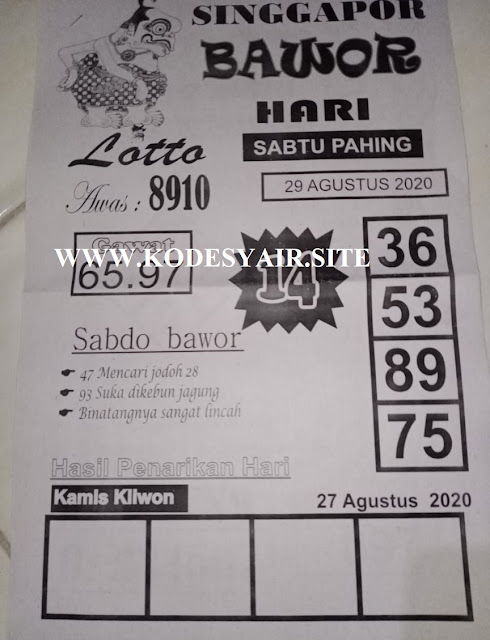 SINGGAPOR
BAWOR
HARI
SABTU PAHING
29 AGUSTUS 2020
Lotto
Awas : 8910
Gawat
65.97
WWW.KODESYAIR.SITE
14
36
53
89
75
Sabdo bawor
47 Mencari jodoh 28
93 Suka dikebun jagung
Binatangnya sangat lincah
Hasil Penarikan Hari
Kamis Kliwon
27 Agustus 2020